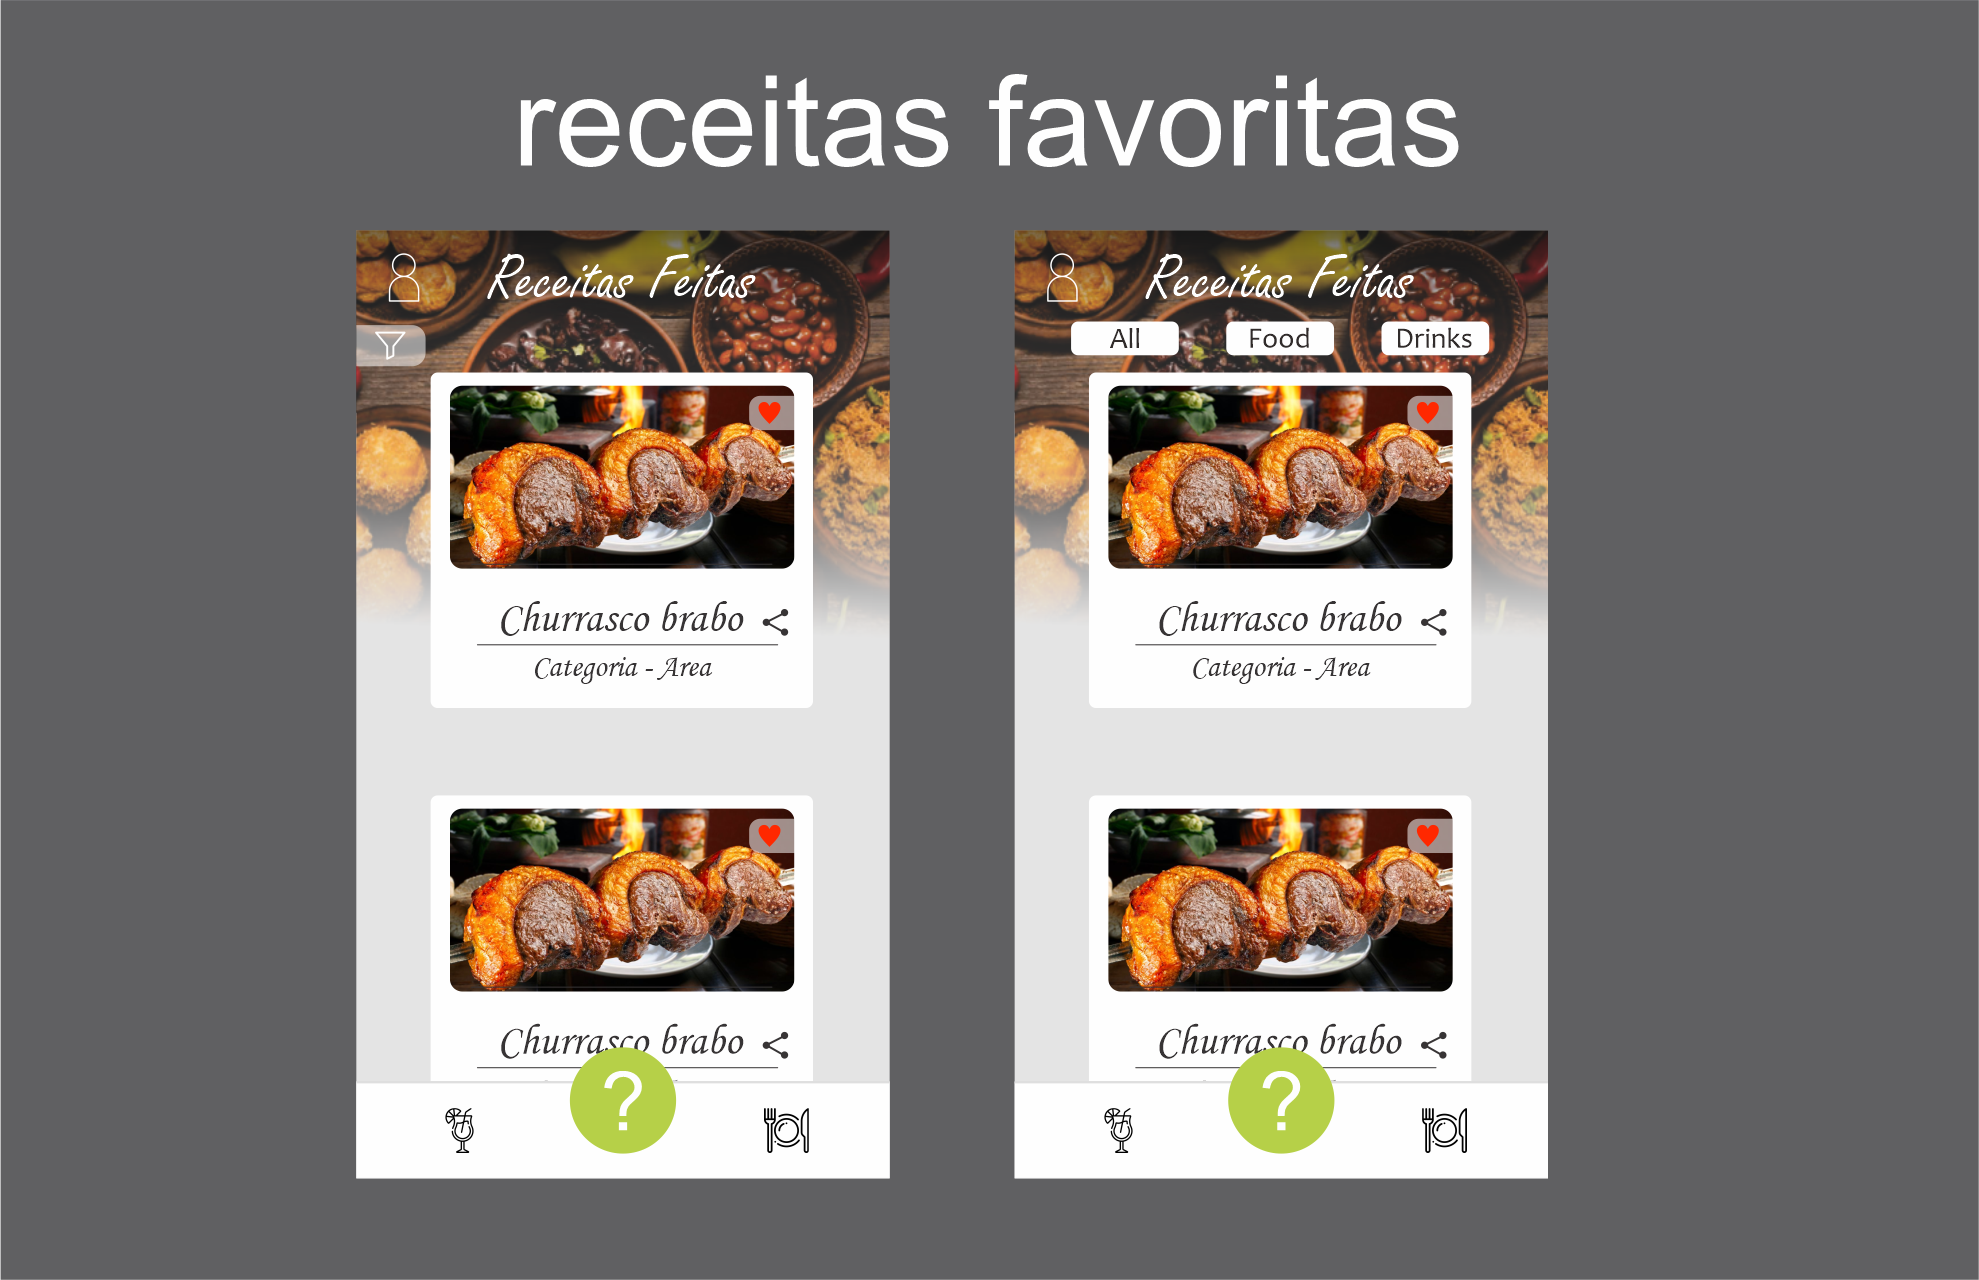 receitas favoritas
Receitas Feitas
Churrasco brabo
Categoria - Area
Churrasco brabo
?
Receitas Feitas
All Food Drinks
Churrasco brabo
Categoria - Area
Churrasco brabo
?